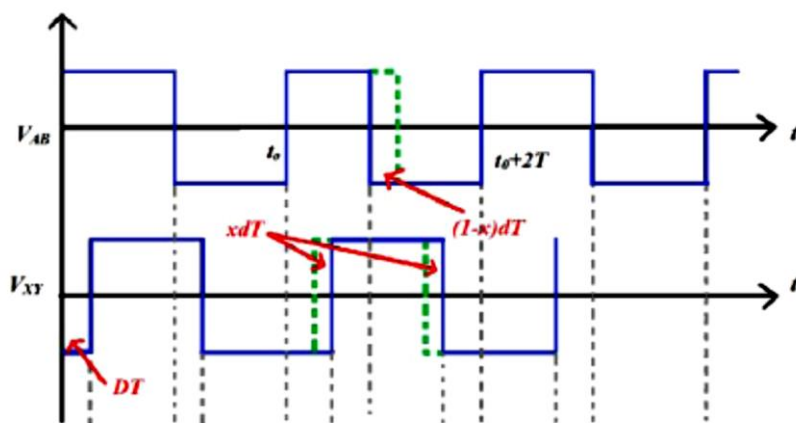 V_AB
t
t₀
t₀+2T
xdT
(1-x)dT
V_XY
t
DT